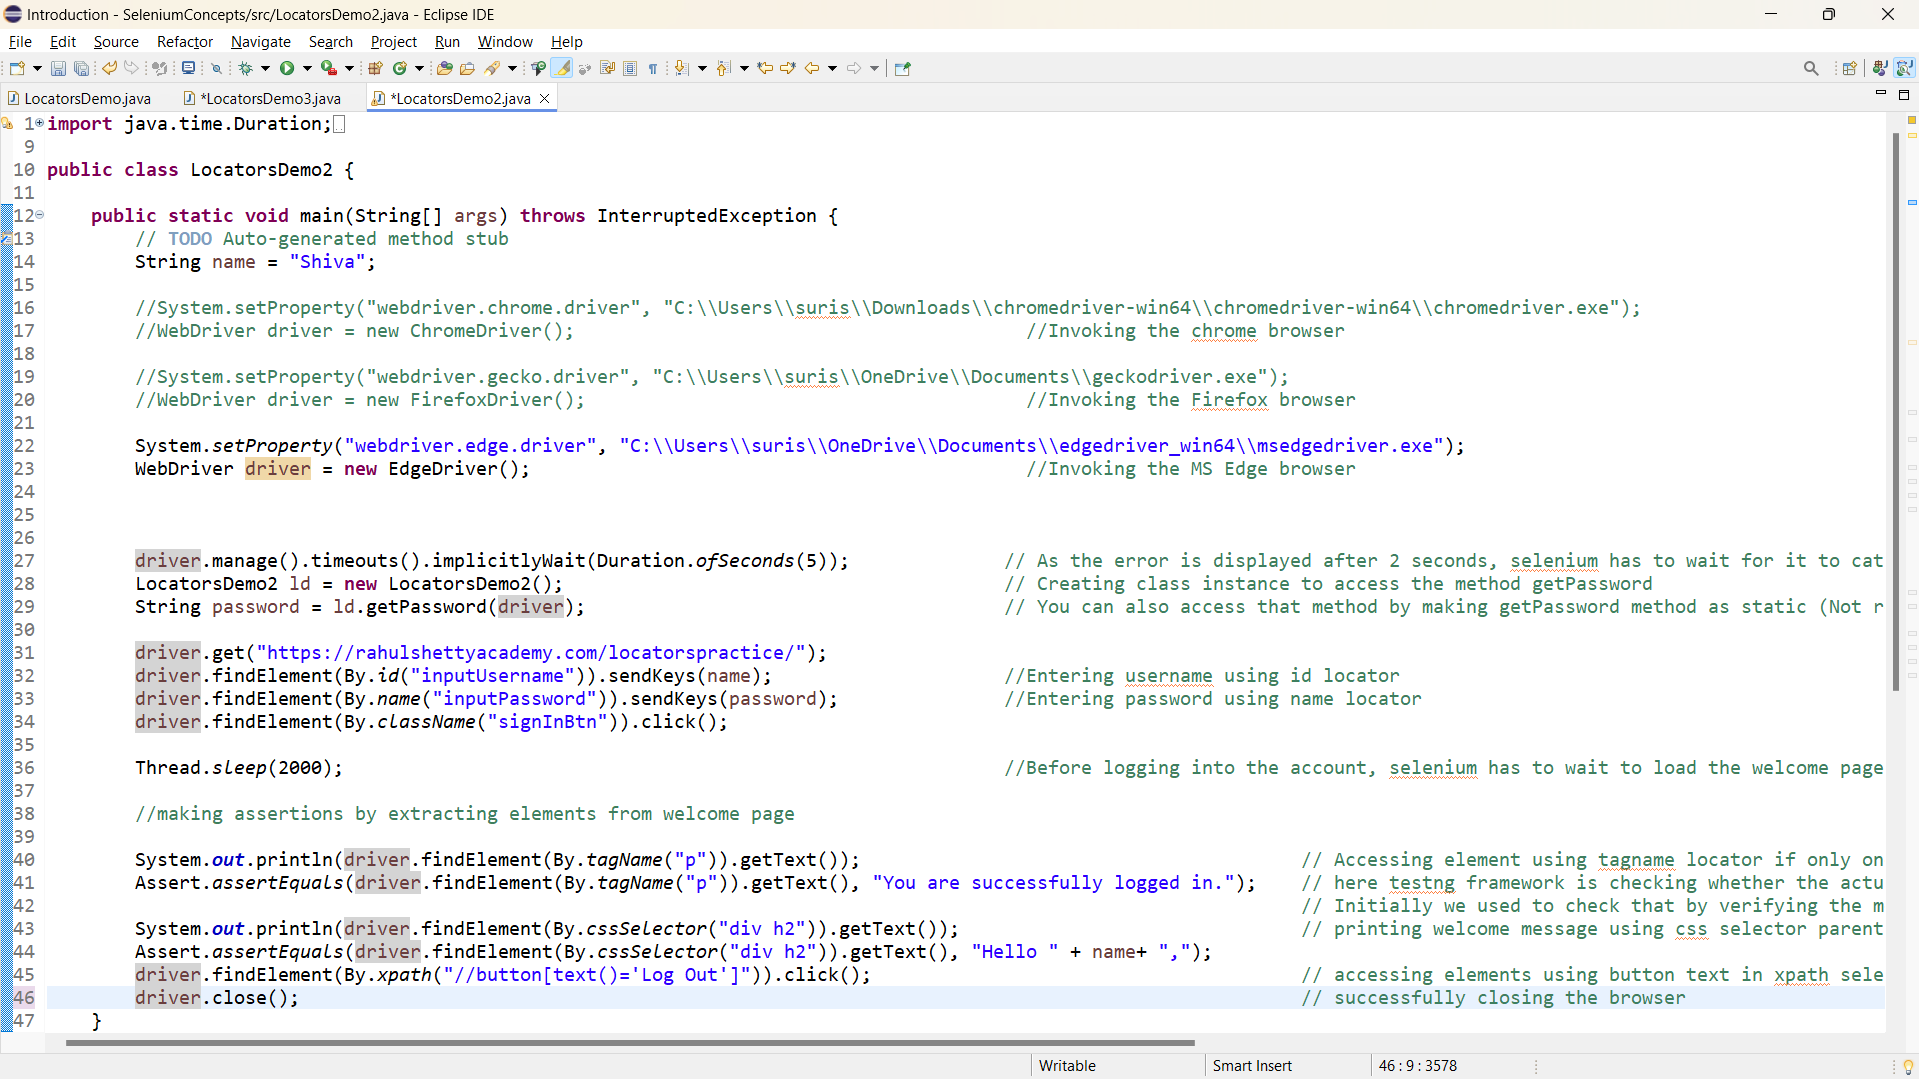 Introduction - SeleniumConcepts/src/LocatorsDemo2.java - Eclipse IDE
File Edit Source Refactor Navigate Search Project Run Window Help
LocatorsDemo.java *LocatorsDemo3.java *LocatorsDemo2.java
1 import java.time.Duration;
9
10 public class LocatorsDemo2 {
11
12 public static void main(String[] args) throws InterruptedException {
13 // TODO Auto-generated method stub
14 String name = "Shiva";
15
16 //System.setProperty("webdriver.chrome.driver", "C:\\Users\\suris\\Downloads\\chromedriver-win64\\chromedriver-win64\\chromedriver.exe");
17 //WebDriver driver = new ChromeDriver(); //Invoking the chrome browser
18
19 //System.setProperty("webdriver.gecko.driver", "C:\\Users\\suris\\OneDrive\\Documents\\geckodriver.exe");
20 //WebDriver driver = new FirefoxDriver(); //Invoking the Firefox browser
21
22 System.setProperty("webdriver.edge.driver", "C:\\Users\\suris\\OneDrive\\Documents\\edgedriver_win64\\msedgedriver.exe");
23 WebDriver driver = new EdgeDriver(); //Invoking the MS Edge browser
24
25
26
27 driver.manage().timeouts().implicitlyWait(Duration.ofSeconds(5)); // As the error is displayed after 2 seconds, selenium has to wait for it to cat
28 LocatorsDemo2 ld = new LocatorsDemo2(); // Creating class instance to access the method getPassword
29 String password = ld.getPassword(driver); // You can also access that method by making getPassword method as static (Not r
30
31 driver.get("https://rahulshettyacademy.com/locatorspractice/");
32 driver.findElement(By.id("inputUsername")).sendKeys(name); //Entering username using id locator
33 driver.findElement(By.name("inputPassword")).sendKeys(password); //Entering password using name locator
34 driver.findElement(By.className("signInBtn")).click();
35
36 Thread.sleep(2000); //Before logging into the account, selenium has to wait to load the welcome page
37
38 //making assertions by extracting elements from welcome page
39
40 System.out.println(driver.findElement(By.tagName("p")).getText()); // Accessing element using tagname locator if only on
41 Assert.assertEquals(driver.findElement(By.tagName("p")).getText(), "You are successfully logged in."); // here testng framework is checking whether the actu
42 // Initially we used to check that by verifying the m
43 System.out.println(driver.findElement(By.cssSelector("div h2")).getText()); // printing welcome message using css selector parent
44 Assert.assertEquals(driver.findElement(By.cssSelector("div h2")).getText(), "Hello " + name+ ",");
45 driver.findElement(By.xpath("//button[text()='Log Out']")).click(); // accessing elements using button text in xpath sele
46 driver.close(); // successfully closing the browser
47 }
Writable Smart Insert 46 : 9 : 3578